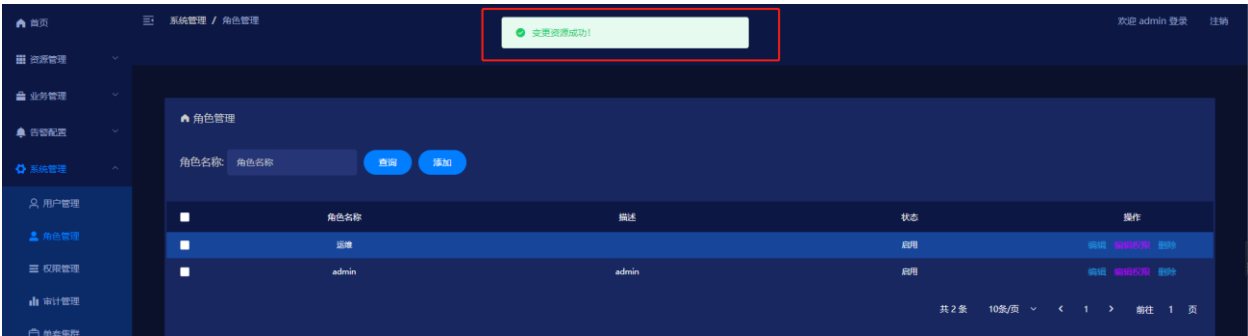 首页
系统管理 / 角色管理
变更资源成功!
欢迎 admin 登录 注销
资源管理
业务管理
告警配置
系统管理
用户管理
角色管理
权限管理
审计管理
单套集群
角色管理
角色名称: 角色名称 查询 添加
角色名称 描述 状态 操作
运维 启用 编辑 编辑权限 删除
admin admin 启用 编辑 编辑权限 删除
共 2 条 10条/页 1 前往 1 页